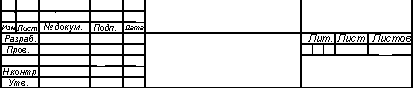 Изм Лист № докум. Подп. Дата
Разраб. Лит. Лист Листов
Пров.
Н.контр
Утв.